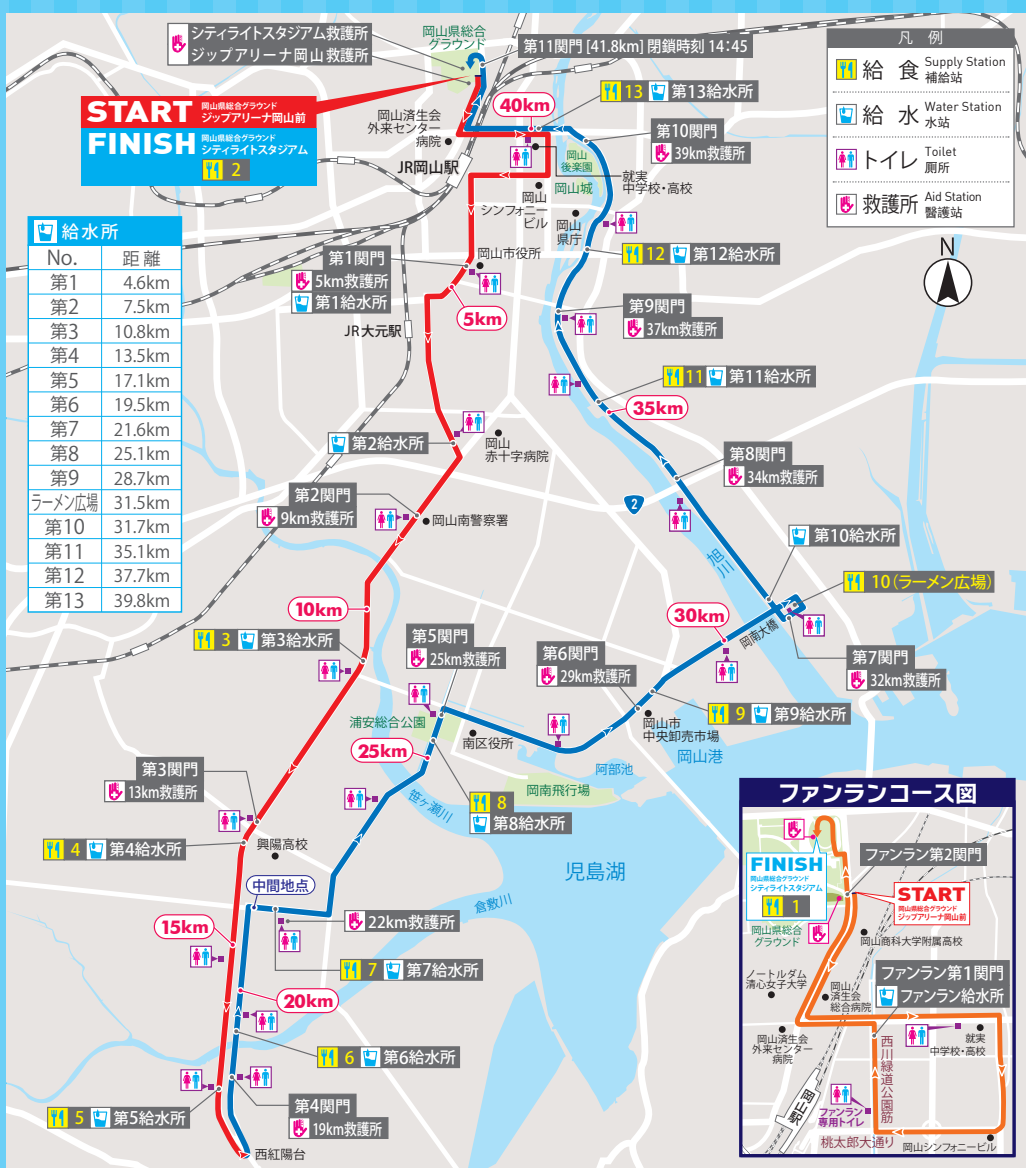 シティライトスタジアム救護所
ジップアリーナ岡山救護所
岡山県総合
グラウンド
第11関門 [41.8km] 閉鎖時刻 14:45
凡 例
給 食 Supply Station
補給站
給 水 Water Station
水站
トイレ Toilet
厠所
救護所 Aid Station
醫護站
START 岡山県総合グラウンド
ジップアリーナ岡山前
FINISH 岡山県総合グラウンド
シティライトスタジアム
2
岡山済生会
外来センター
病院
40km
13 第13給水所
第10関門
39km救護所
JR岡山駅
岡山
後楽園
岡山城
就実
中学校・高校
岡山
シンフォニー
ビル
岡山
県庁
12 第12給水所
N
給水所
No. 距離
第1 4.6km
第2 7.5km
第3 10.8km
第4 13.5km
第5 17.1km
第6 19.5km
第7 21.6km
第8 25.1km
第9 28.7km
ラーメン広場 31.5km
第10 31.7km
第11 35.1km
第12 37.7km
第13 39.8km
岡山市役所
第1関門
5km救護所
第1給水所
5km
JR大元駅
第9関門
37km救護所
11 第11給水所
35km
第2給水所
岡山
赤十字病院
第8関門
34km救護所
第2関門
9km救護所
岡山南警察署
2
旭川
第10給水所
10(ラーメン広場)
10km
30km
岡南大橋
3 第3給水所
第5関門
25km救護所
第6関門
29km救護所
第7関門
32km救護所
浦安総合公園
25km
南区役所
9 第9給水所
岡山市
中央卸売市場
岡山港
阿部池
岡南飛行場
第3関門
13km救護所
笹ヶ瀬川
8
第8給水所
4 第4給水所
興陽高校
児島湖
中間地点
倉敷川
22km救護所
15km
7 第7給水所
20km
6 第6給水所
第4関門
19km救護所
5 第5給水所
西紅陽台
ファンランコース図
FINISH
岡山県総合グラウンド
シティライトスタジアム
1
ファンラン第2関門
START
岡山県総合グラウンド
ジップアリーナ岡山前
岡山県総合
グラウンド
岡山商科大学附属高校
ノートルダム
清心女子大学
岡山
済生会
総合病院
ファンラン第1関門
ファンラン給水所
岡山済生会
外来センター
病院
西川緑道公園筋
就実
中学校・高校
岡山駅
ファンラン
専用トイレ
桃太郎大通り
岡山シンフォニービル